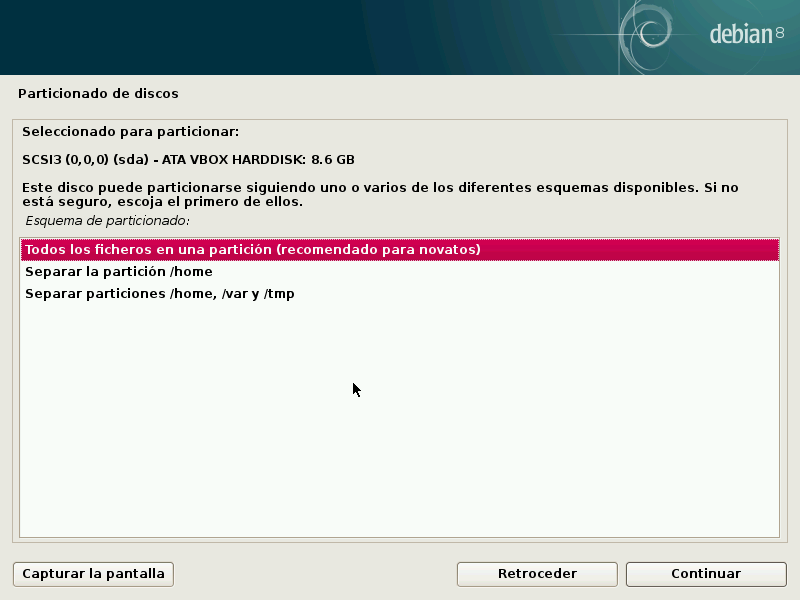 debian 8
Particionado de discos
Seleccionado para particionar:
SCSI3 (0,0,0) (sda) - ATA VBOX HARDDISK: 8.6 GB
Este disco puede particionarse siguiendo uno o varios de los diferentes esquemas disponibles. Si no
está seguro, escoja el primero de ellos.
Esquema de particionado:
Todos los ficheros en una partición (recomendado para novatos)
Separar la partición /home
Separar particiones /home, /var y /tmp
Capturar la pantalla
Retroceder
Continuar